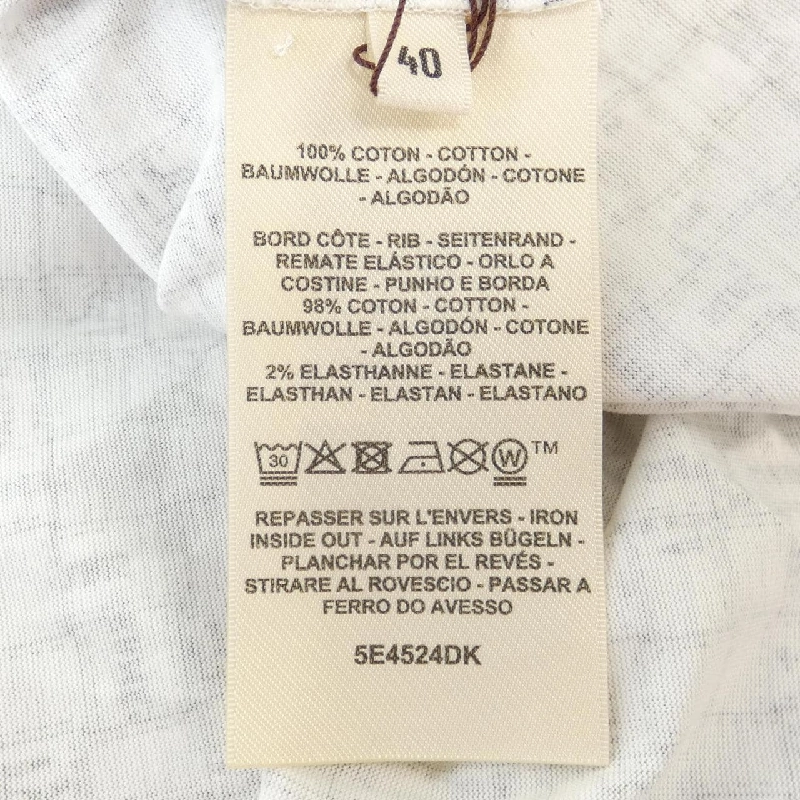 40
100% COTON - COTTON -
BAUMWOLLE - ALGODÓN - COTONE
- ALGODÃO
BORD CÔTE - RIB - SEITENRAND -
REMATE ELÁSTICO - ORLO A
COSTINE - PUNHO E BORDA
98% COTON - COTTON -
BAUMWOLLE - ALGODÓN - COTONE
- ALGODÃO
2% ELASTHANNE - ELASTANE -
ELASTHAN - ELASTAN - ELASTANO
30 W TM
REPASSER SUR L'ENVERS - IRON
INSIDE OUT - AUF LINKS BÜGELN -
PLANCHAR POR EL REVÉS -
STIRARE AL ROVESCIO - PASSAR A
FERRO DO AVESSO
5E4524DK